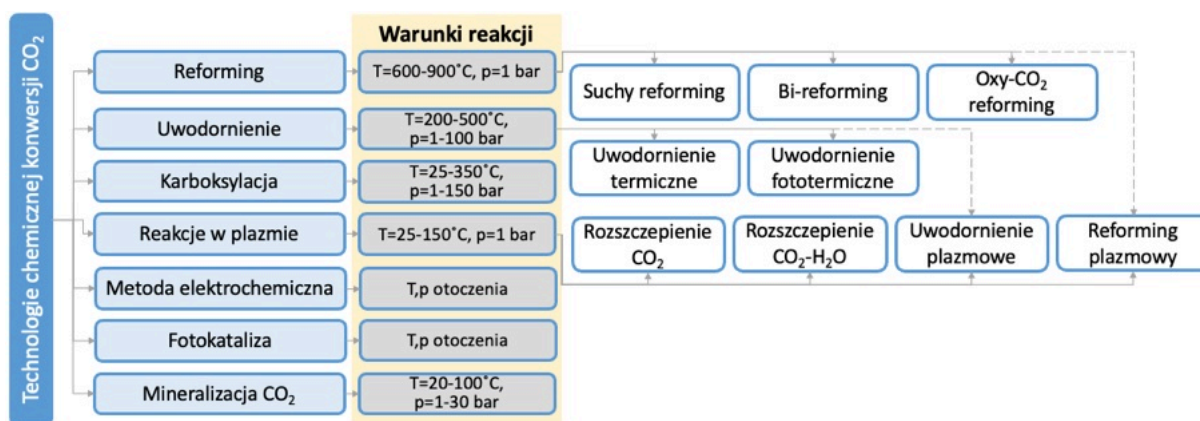 Technologie chemicznej konwersji CO₂
Warunki reakcji
Reforming
T=600-900˚C, p=1 bar
Suchy reforming
Bi-reforming
Oxy-CO₂
reforming
Uwodornienie
T=200-500˚C,
p=1-100 bar
Uwodornienie
termiczne
Uwodornienie
fototermiczne
Karboksylacja
T=25-350˚C,
p=1-150 bar
Reakcje w plazmie
T=25-150˚C, p=1 bar
Rozszczepienie
CO₂
Rozszczepienie
CO₂-H₂O
Uwodornienie
plazmowe
Reforming
plazmowy
Metoda elektrochemiczna
T,p otoczenia
Fotokataliza
T,p otoczenia
Mineralizacja CO₂
T=20-100˚C,
p=1-30 bar